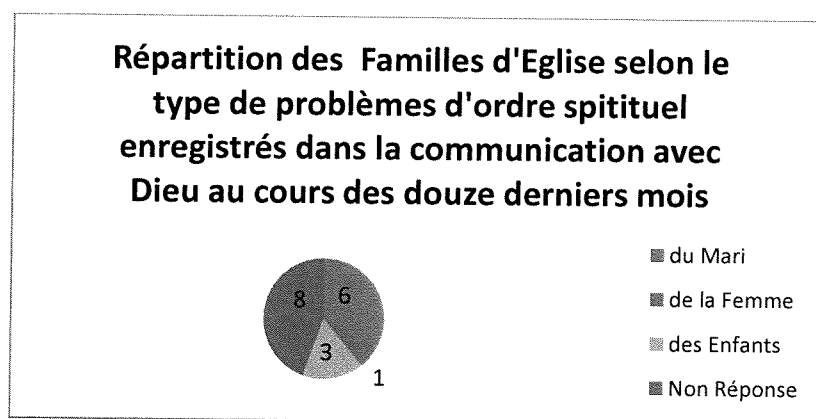 Répartition des Familles d'Eglise selon le
type de problèmes d'ordre spitituel
enregistrés dans la communication avec
Dieu au cours des douze derniers mois
8
6
3
1
du Mari
de la Femme
des Enfants
Non Réponse